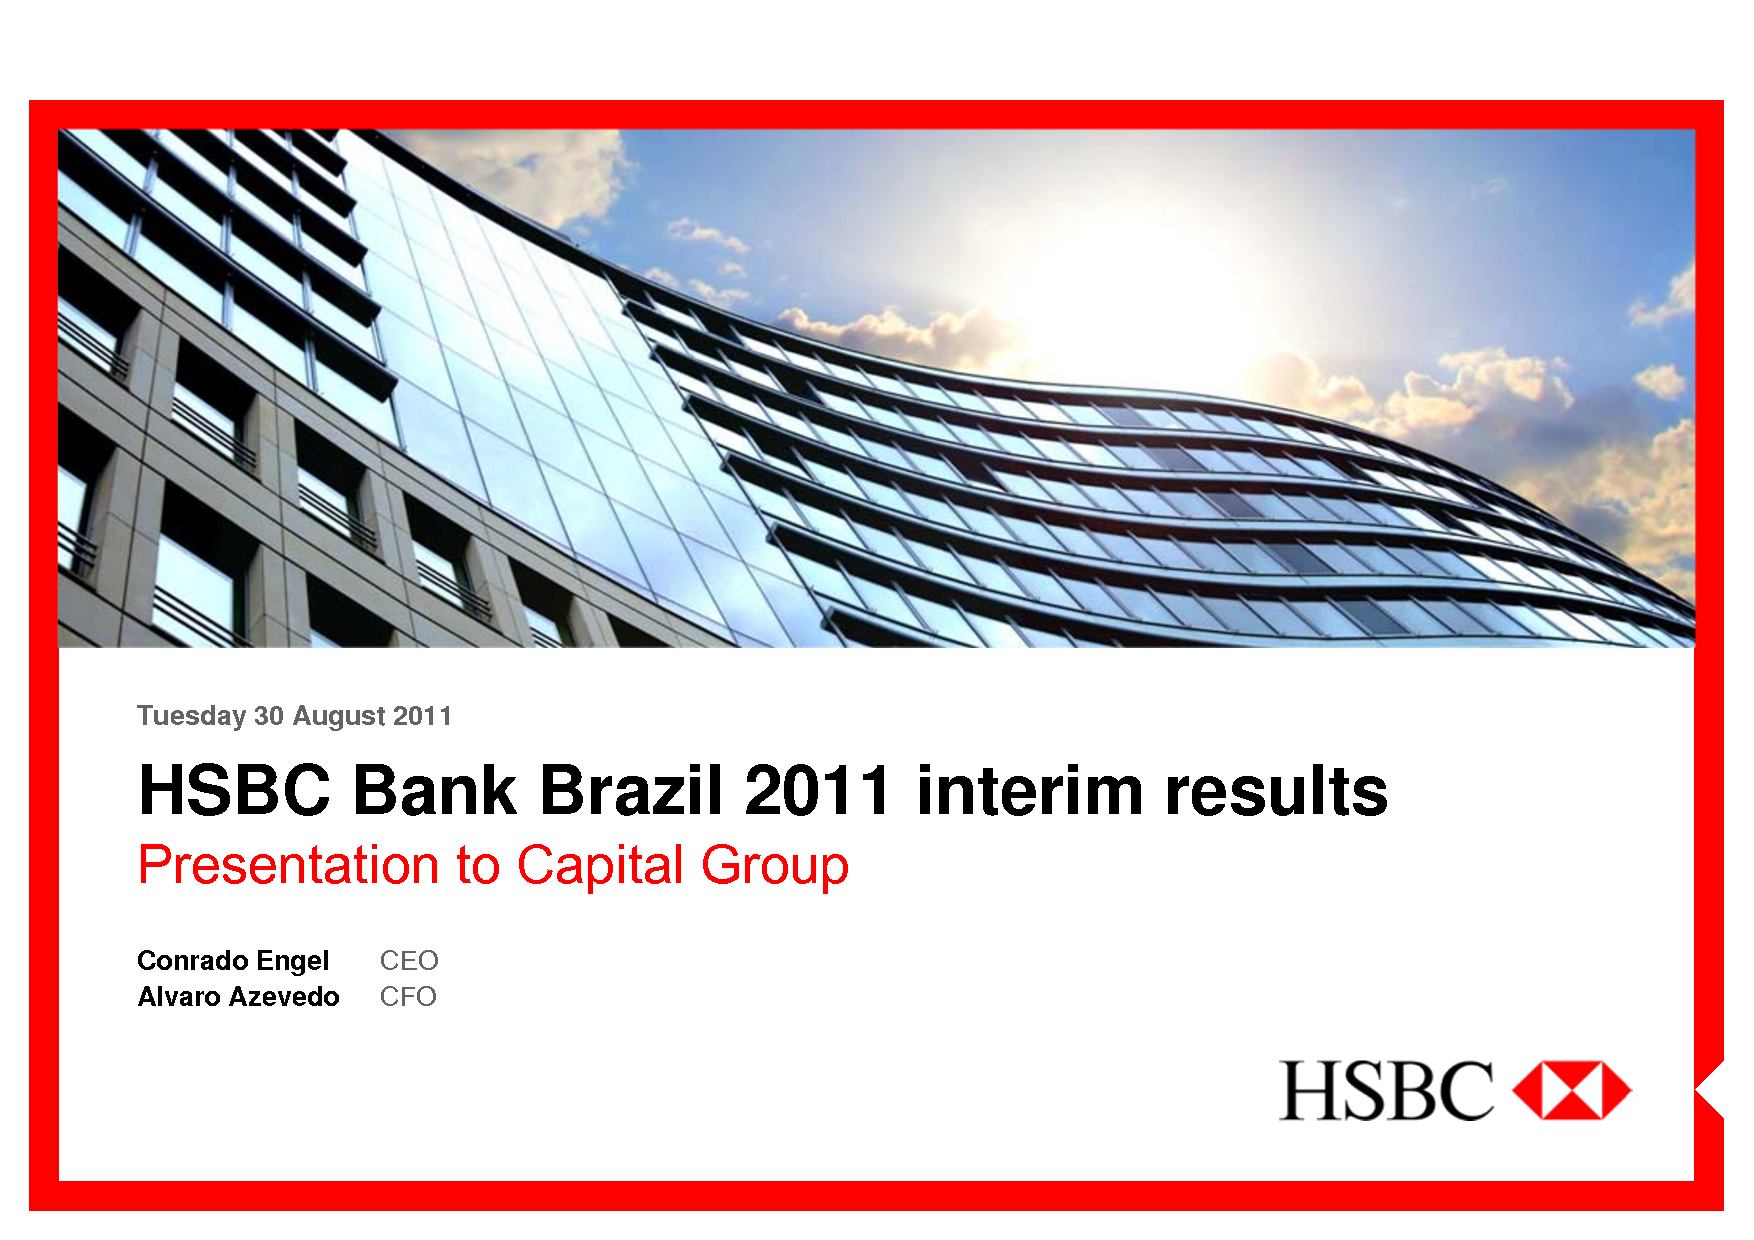 Tuesday 30 August 2011
HSBC Bank Brazil 2011 interim results
Presentation to Capital Group
Conrado Engel CEO
Alvaro Azevedo CFO
HSBC